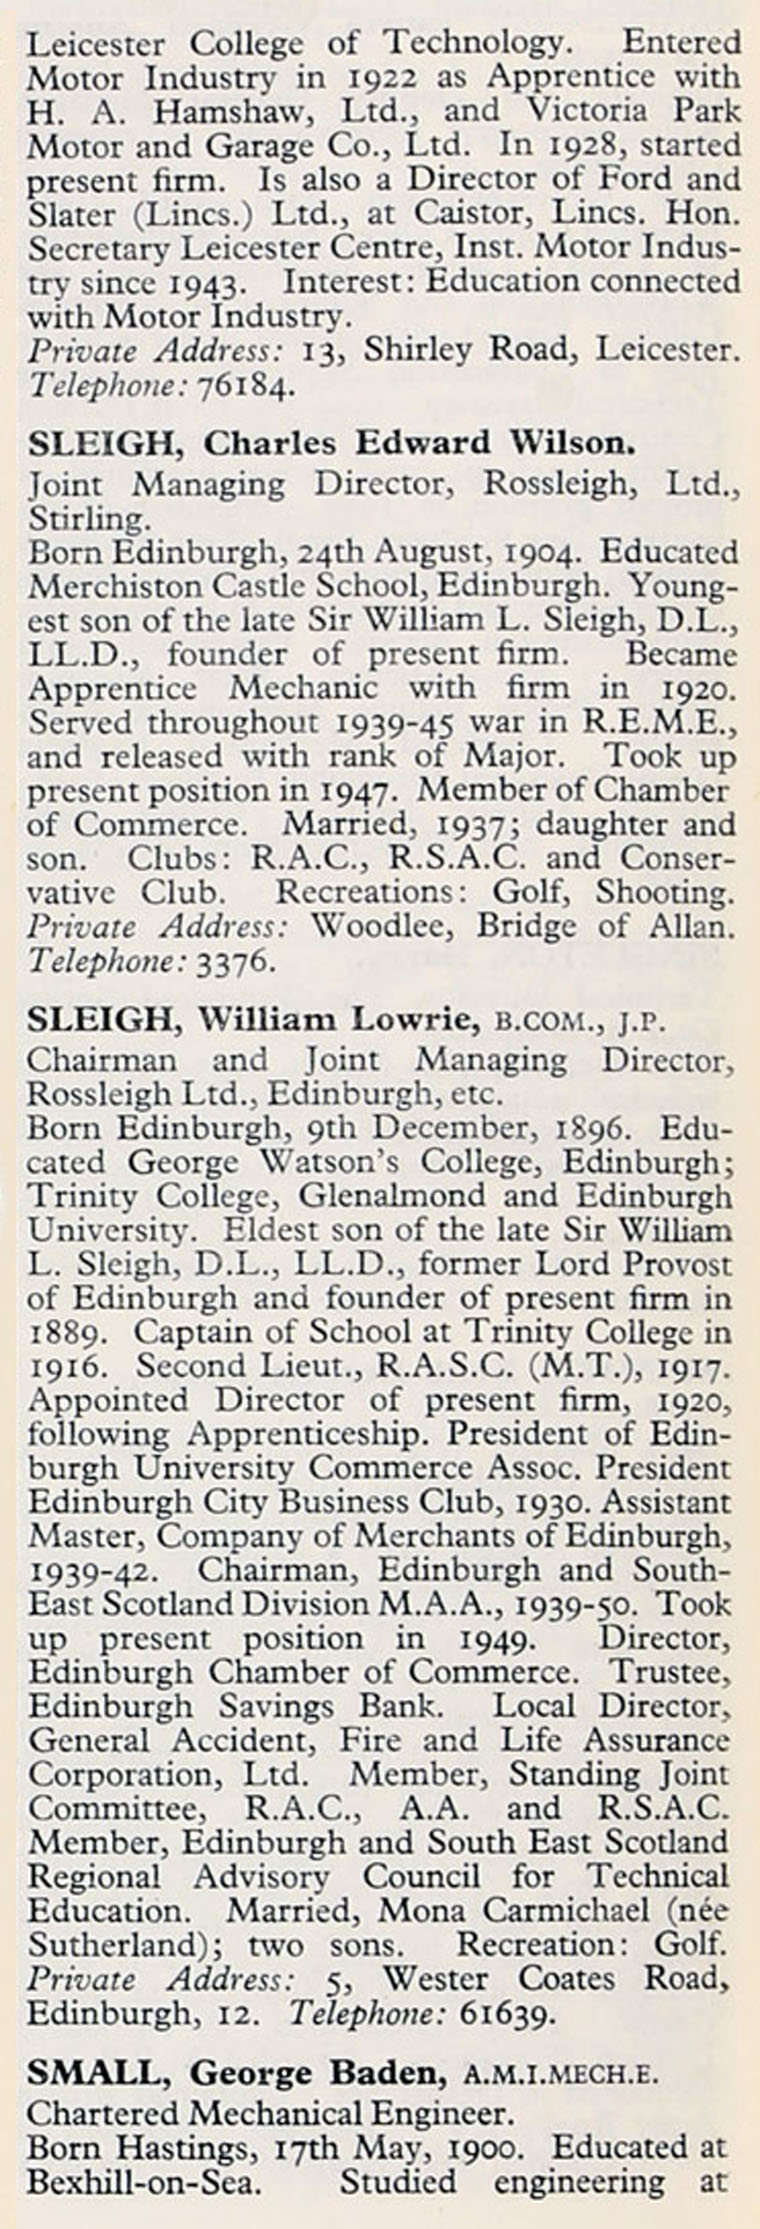 Leicester College of Technology. Entered
Motor Industry in 1922 as Apprentice with
H. A. Hamshaw, Ltd., and Victoria Park
Motor and Garage Co., Ltd. In 1928, started
present firm. Is also a Director of Ford and
Slater (Lincs.) Ltd., at Caistor, Lincs. Hon.
Secretary Leicester Centre, Inst. Motor Indus-
try since 1943. Interest: Education connected
with Motor Industry.
Private Address: 13, Shirley Road, Leicester.
Telephone: 76184.
SLEIGH, Charles Edward Wilson.
Joint Managing Director, Rossleigh, Ltd.,
Stirling.
Born Edinburgh, 24th August, 1904. Educated
Merchiston Castle School, Edinburgh. Young-
est son of the late Sir William L. Sleigh, D.L.,
LL.D., founder of present firm. Became
Apprentice Mechanic with firm in 1920.
Served throughout 1939-45 war in R.E.M.E.,
and released with rank of Major. Took up
present position in 1947. Member of Chamber
of Commerce. Married, 1937; daughter and
son. Clubs: R.A.C., R.S.A.C. and Conser-
vative Club. Recreations: Golf, Shooting.
Private Address: Woodlee, Bridge of Allan.
Telephone: 3376.
SLEIGH, William Lowrie, B.COM., J.P.
Chairman and Joint Managing Director,
Rossleigh Ltd., Edinburgh, etc.
Born Edinburgh, 9th December, 1896. Edu-
cated George Watson's College, Edinburgh;
Trinity College, Glenalmond and Edinburgh
University. Eldest son of the late Sir William
L. Sleigh, D.L., LL.D., former Lord Provost
of Edinburgh and founder of present firm in
1889. Captain of School at Trinity College in
1916. Second Lieut., R.A.S.C. (M.T.), 1917.
Appointed Director of present firm, 1920,
following Apprenticeship. President of Edin-
burgh University Commerce Assoc. President
Edinburgh City Business Club, 1930. Assistant
Master, Company of Merchants of Edinburgh,
1939-42. Chairman, Edinburgh and South-
East Scotland Division M.A.A., 1939-50. Took
up present position in 1949. Director,
Edinburgh Chamber of Commerce. Trustee,
Edinburgh Savings Bank. Local Director,
General Accident, Fire and Life Assurance
Corporation, Ltd. Member, Standing Joint
Committee, R.A.C., A.A. and R.S.A.C.
Member, Edinburgh and South East Scotland
Regional Advisory Council for Technical
Education. Married, Mona Carmichael (née
Sutherland); two sons. Recreation: Golf.
Private Address: 5, Wester Coates Road,
Edinburgh, 12. Telephone: 61639.
SMALL, George Baden, A.M.I.MECH.E.
Chartered Mechanical Engineer.
Born Hastings, 17th May, 1900. Educated at
Bexhill-on-Sea. Studied engineering at